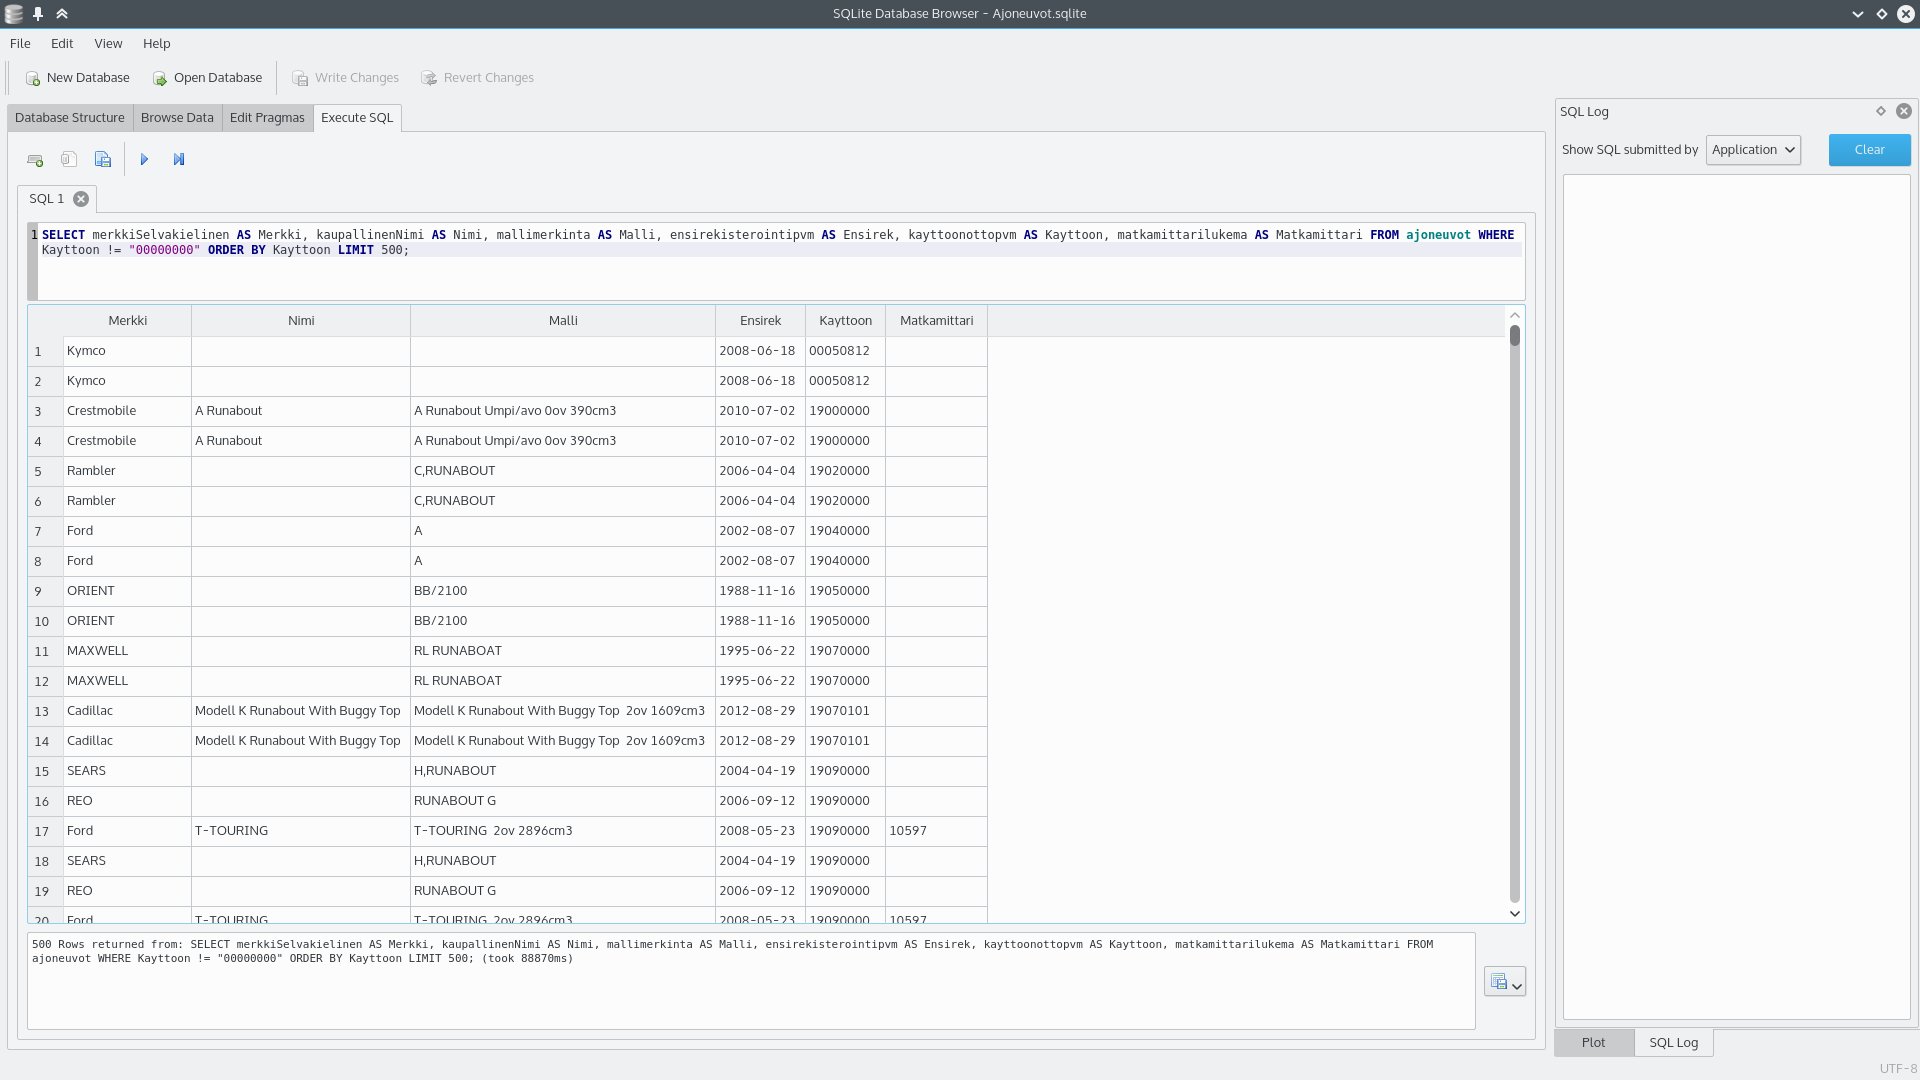 SQLite Database Browser - Ajoneuvot.sqlite
File Edit View Help
New Database Open Database Write Changes Revert Changes
Database Structure Browse Data Edit Pragmas Execute SQL
SQL 1
1 SELECT merkkiSelvakielinen AS Merkki, kaupallinenNimi AS Nimi, mallimerkinta AS Malli, ensirekisterointipvm AS Ensirek, kayttoonottopvm AS Kayttoon, matkamittarilukema AS Matkamittari FROM ajoneuvot WHERE
Kayttoon != "00000000" ORDER BY Kayttoon LIMIT 500;
Merkki Nimi Malli Ensirek Kayttoon Matkamittari
1 Kymco 2008-06-18 00050812
2 Kymco 2008-06-18 00050812
3 Crestmobile A Runabout A Runabout Umpi/avo 0ov 390cm3 2010-07-02 19000000
4 Crestmobile A Runabout A Runabout Umpi/avo 0ov 390cm3 2010-07-02 19000000
5 Rambler C,RUNABOUT 2006-04-04 19020000
6 Rambler C,RUNABOUT 2006-04-04 19020000
7 Ford A 2002-08-07 19040000
8 Ford A 2002-08-07 19040000
9 ORIENT BB/2100 1988-11-16 19050000
10 ORIENT BB/2100 1988-11-16 19050000
11 MAXWELL RL RUNABOAT 1995-06-22 19070000
12 MAXWELL RL RUNABOAT 1995-06-22 19070000
13 Cadillac Modell K Runabout With Buggy Top Modell K Runabout With Buggy Top 2ov 1609cm3 2012-08-29 19070101
14 Cadillac Modell K Runabout With Buggy Top Modell K Runabout With Buggy Top 2ov 1609cm3 2012-08-29 19070101
15 SEARS H,RUNABOUT 2004-04-19 19090000
16 REO RUNABOUT G 2006-09-12 19090000
17 Ford T-TOURING T-TOURING 2ov 2896cm3 2008-05-23 19090000 10597
18 SEARS H,RUNABOUT 2004-04-19 19090000
19 REO RUNABOUT G 2006-09-12 19090000
20 Ford T-TOURING T-TOURING 2ov 2896cm3 2008-05-23 19090000 10597
500 Rows returned from: SELECT merkkiSelvakielinen AS Merkki, kaupallinenNimi AS Nimi, mallimerkinta AS Malli, ensirekisterointipvm AS Ensirek, kayttoonottopvm AS Kayttoon, matkamittarilukema AS Matkamittari FROM
ajoneuvot WHERE Kayttoon != "00000000" ORDER BY Kayttoon LIMIT 500; (took 88870ms)
SQL Log
Show SQL submitted by Application Clear
Plot SQL Log
UTF-8